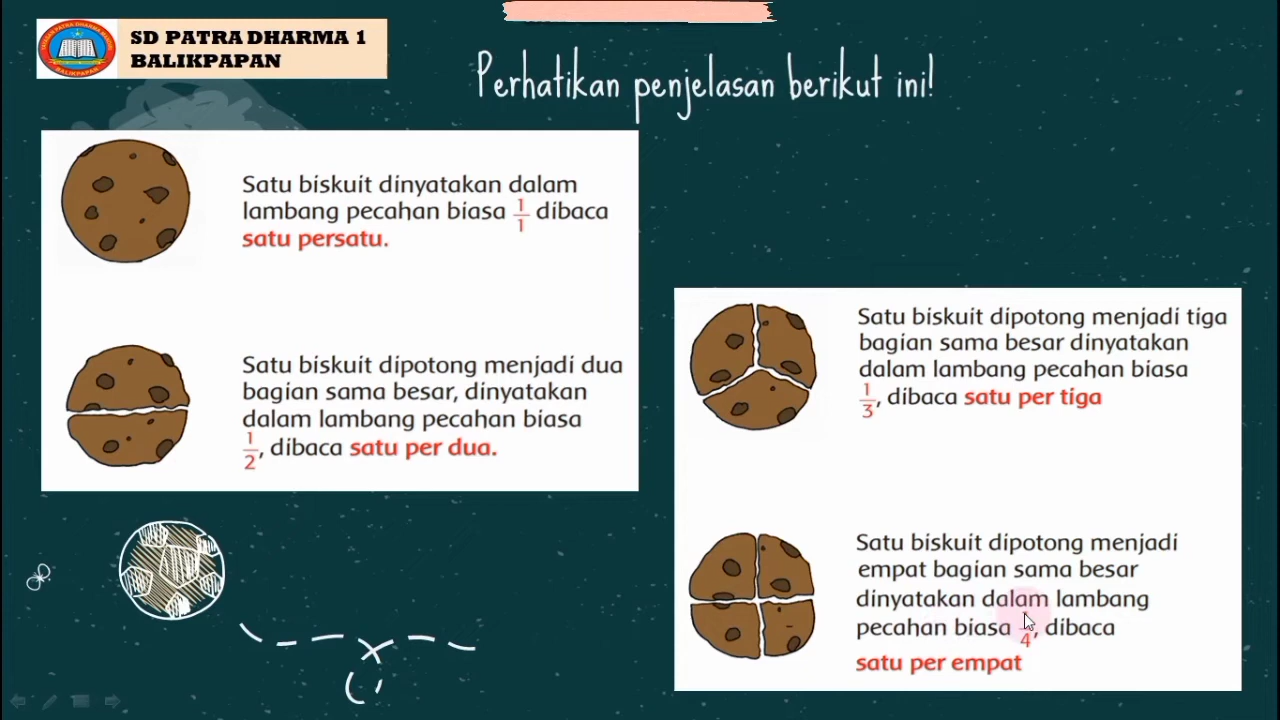 SD PATRA DHARMA 1
BALIKPAPAN
Perhatikan penjelasan berikut ini!
Satu biskuit dinyatakan dalam
lambang pecahan biasa 1/1 dibaca
satu persatu.
Satu biskuit dipotong menjadi dua
bagian sama besar, dinyatakan
dalam lambang pecahan biasa
1/2, dibaca satu per dua.
Satu biskuit dipotong menjadi tiga
bagian sama besar dinyatakan
dalam lambang pecahan biasa
1/3, dibaca satu per tiga
Satu biskuit dipotong menjadi
empat bagian sama besar
dinyatakan dalam lambang
pecahan biasa /4, dibaca
satu per empat